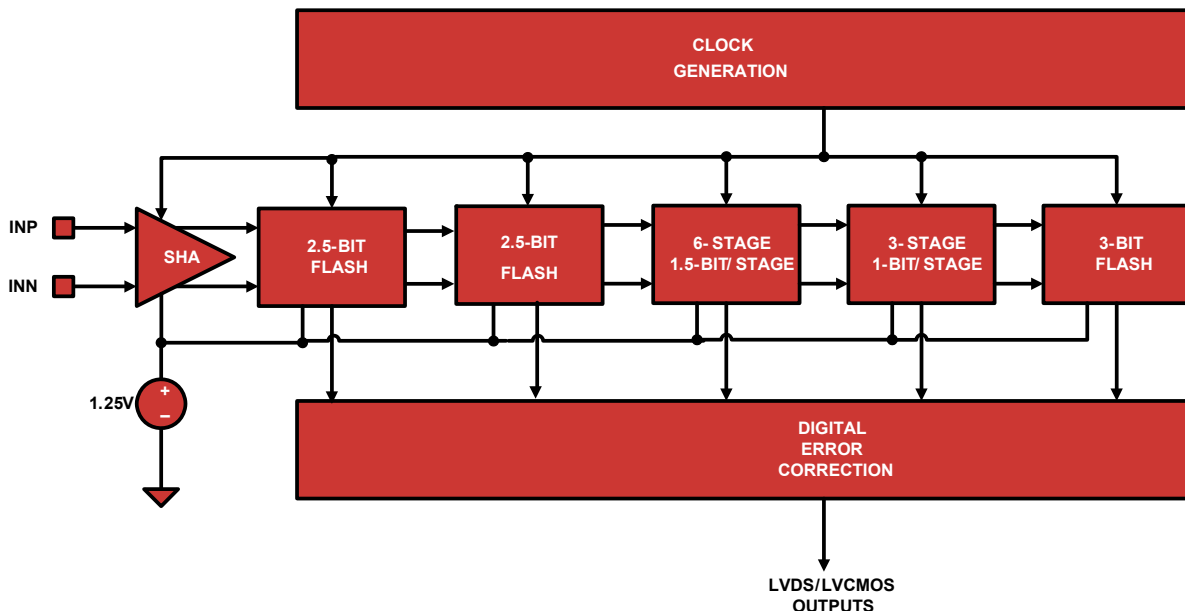 CLOCK
GENERATION
INP
INN
SHA
2.5-BIT
FLASH
2.5-BIT
FLASH
6- STAGE
1.5-BIT/ STAGE
3- STAGE
1-BIT/ STAGE
3-BIT
FLASH
1.25V
+
–
DIGITAL
ERROR
CORRECTION
LVDS/LVCMOS
OUTPUTS